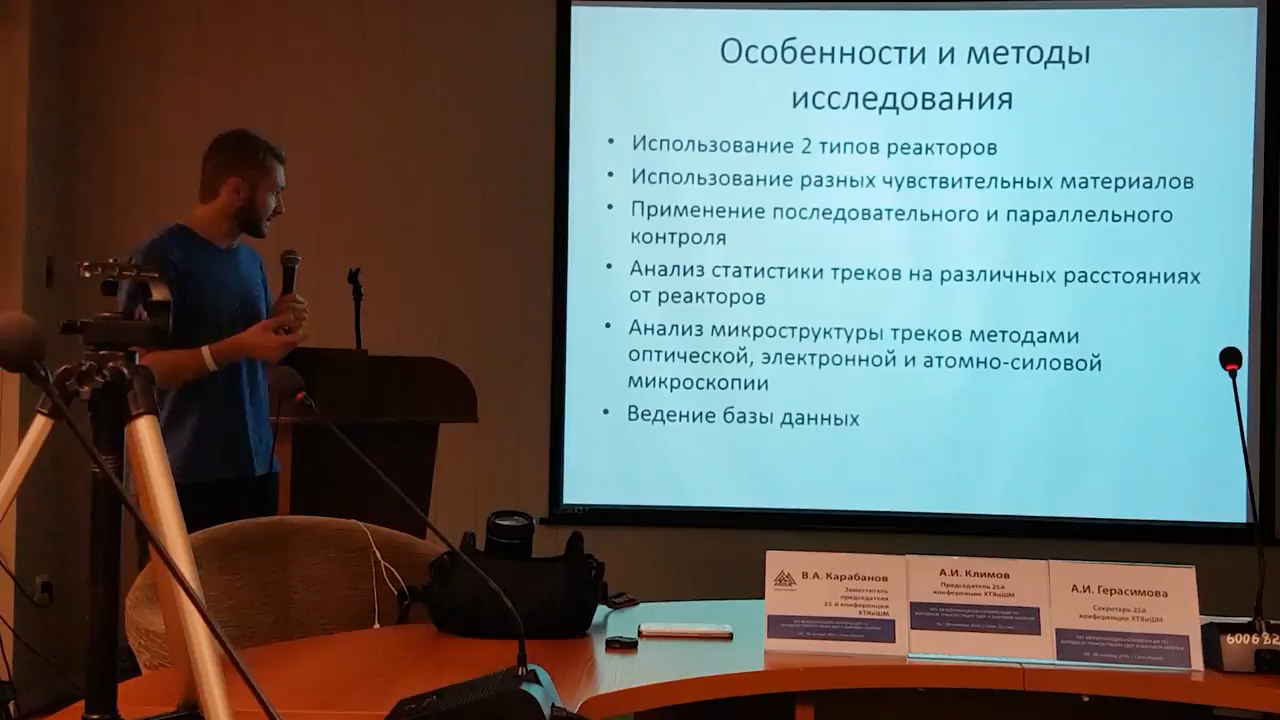 Особенности и методы
исследования
• Использование 2 типов реакторов
• Использование разных чувствительных материалов
• Применение последовательного и параллельного
контроля
• Анализ статистики треков на различных расстояниях
от реакторов
• Анализ микроструктуры треков методами
оптической, электронной и атомно-силовой
микроскопии
• Ведение базы данных
В.А. Карабанов
Заместитель
председателя
25-й конференции
ХТЯиШМ
А.И. Климов
Председатель 25й
конференции ХТЯиШМ
А.И. Герасимова
Секретарь 25й
конференции ХТЯиШМ